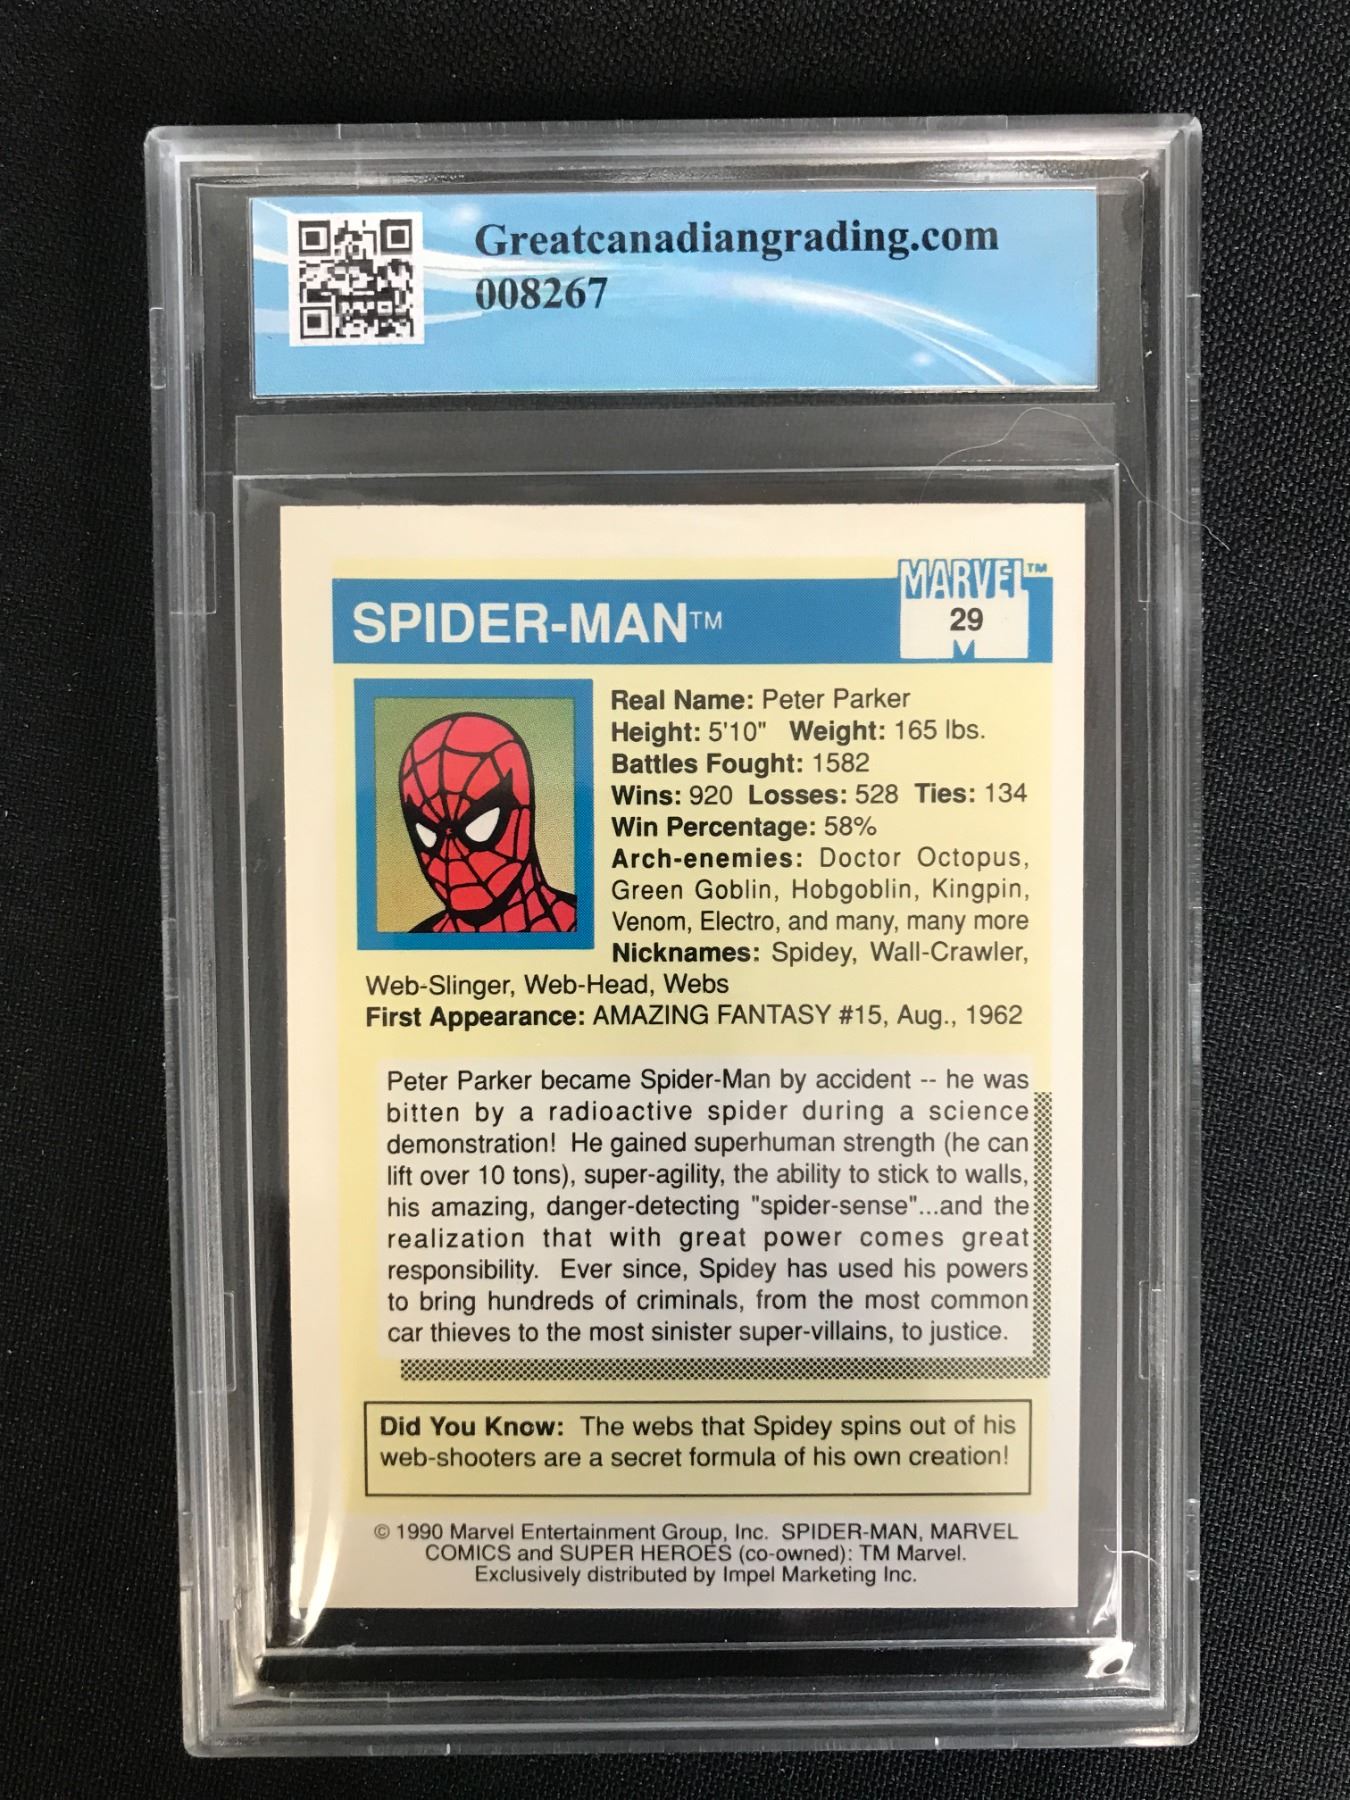 Greatcanadiangrading.com
008267
MARVEL™
SPIDER-MAN™
29
Real Name: Peter Parker
Height: 5'10" Weight: 165 lbs.
Battles Fought: 1582
Wins: 920 Losses: 528 Ties: 134
Win Percentage: 58%
Arch-enemies: Doctor Octopus,
Green Goblin, Hobgoblin, Kingpin,
Venom, Electro, and many, many more
Nicknames: Spidey, Wall-Crawler,
Web-Slinger, Web-Head, Webs
First Appearance: AMAZING FANTASY #15, Aug., 1962
Peter Parker became Spider-Man by accident -- he was
bitten by a radioactive spider during a science
demonstration! He gained superhuman strength (he can
lift over 10 tons), super-agility, the ability to stick to walls,
his amazing, danger-detecting "spider-sense"...and the
realization that with great power comes great
responsibility. Ever since, Spidey has used his powers
to bring hundreds of criminals, from the most common
car thieves to the most sinister super-villains, to justice.
Did You Know: The webs that Spidey spins out of his
web-shooters are a secret formula of his own creation!
© 1990 Marvel Entertainment Group, Inc. SPIDER-MAN, MARVEL
COMICS and SUPER HEROES (co-owned): TM Marvel.
Exclusively distributed by Impel Marketing Inc.